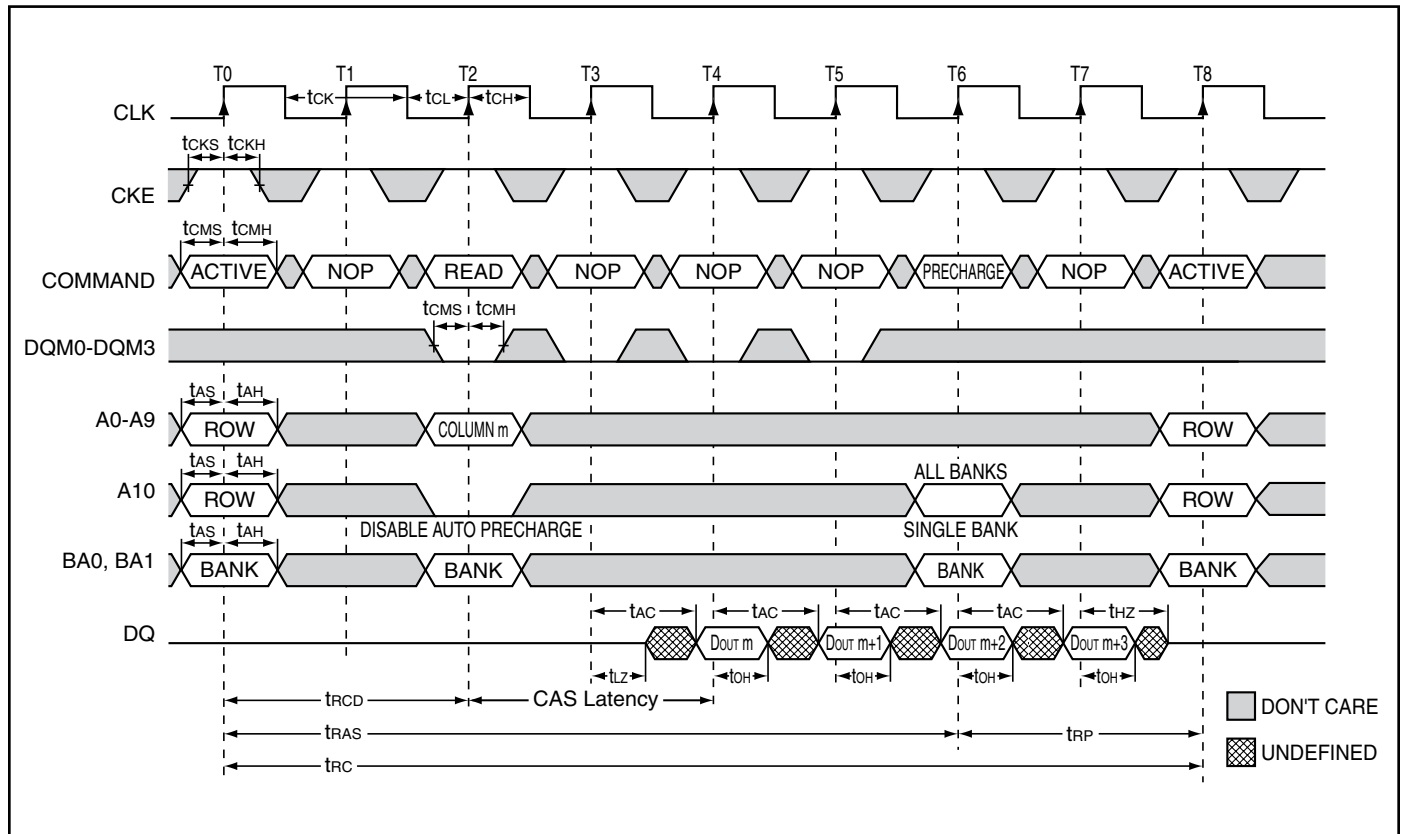 T0 T1 T2 T3 T4 T5 T6 T7 T8
CLK tCK tCL tCH
tCKS tCKH
CKE
tCMS tCMH
COMMAND ACTIVE NOP READ NOP NOP NOP PRECHARGE NOP ACTIVE
tCMS tCMH
DQM0-DQM3
tAS tAH
A0-A9 ROW COLUMN m ROW
tAS tAH ALL BANKS
A10 ROW ROW
tAS tAH DISABLE AUTO PRECHARGE SINGLE BANK
BA0, BA1 BANK BANK BANK BANK
tAC tAC tAC tAC tHZ
DQ DOUT m DOUT m+1 DOUT m+2 DOUT m+3
tLZ tOH tOH tOH tOH
tRCD CAS Latency
DON'T CARE
tRAS tRP
UNDEFINED
tRC